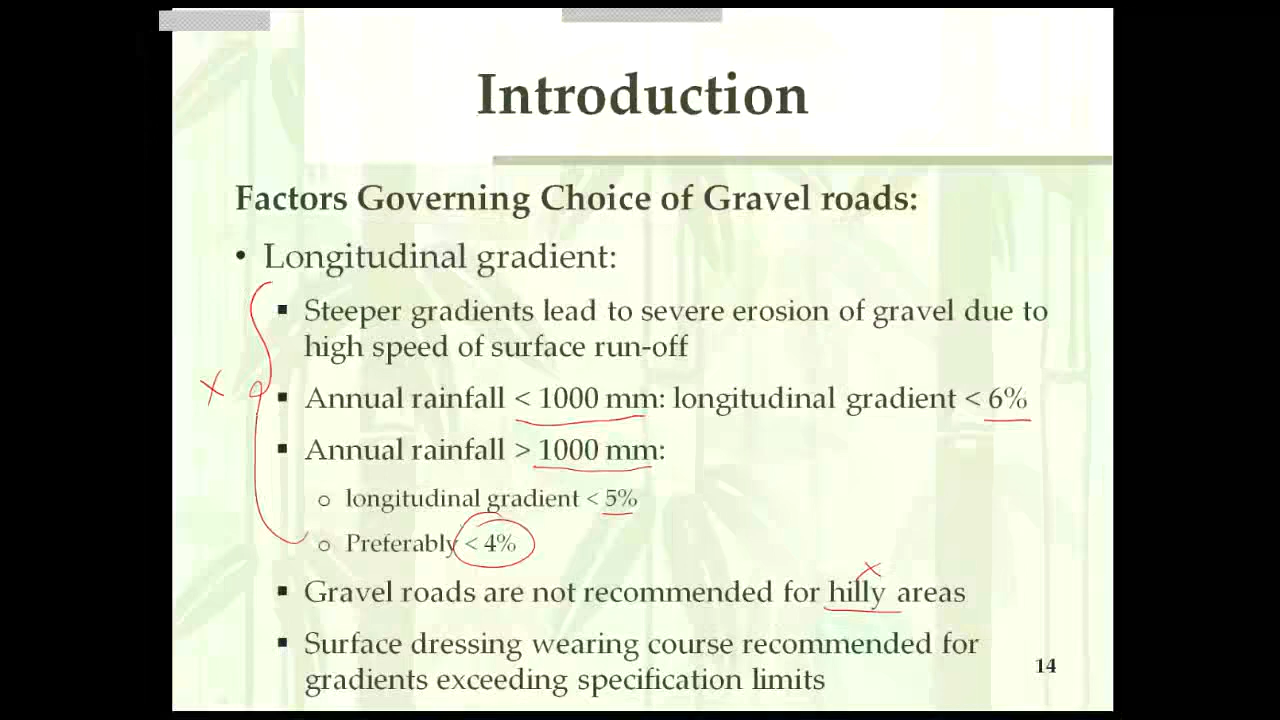 Introduction
Factors Governing Choice of Gravel roads:
• Longitudinal gradient:
▪ Steeper gradients lead to severe erosion of gravel due to
high speed of surface run-off
▪ Annual rainfall < 1000 mm: longitudinal gradient < 6%
▪ Annual rainfall > 1000 mm:
o longitudinal gradient < 5%
o Preferably < 4%
x
x
▪ Gravel roads are not recommended for hilly areas
▪ Surface dressing wearing course recommended for
gradients exceeding specification limits
14